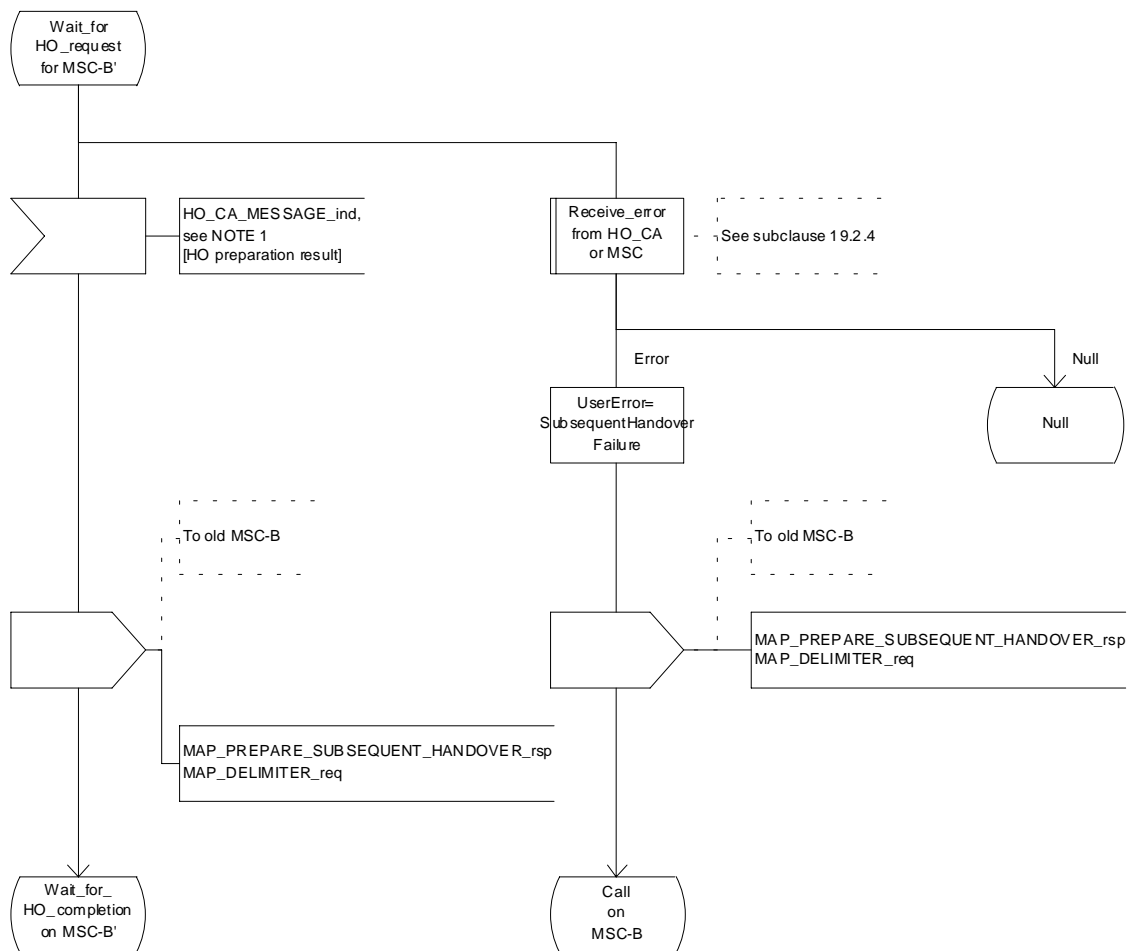 Wait_for
HO_request
for MSC-B'
HO_CA_MESSAGE_ind,
see NOTE 1
[HO preparation result]
Receive_error
from HO_CA
or MSC
See subclause 19.2.4
Error
Null
UserError=
SubsequentHandover
Failure
Null
To old MSC-B
To old MSC-B
MAP_PREPARE_SUBSEQUENT_HANDOVER_rsp
MAP_DELIMITER_req
MAP_PREPARE_SUBSEQUENT_HANDOVER_rsp
MAP_DELIMITER_req
Wait_for_
HO_completion
on MSC-B'
Call
on
MSC-B